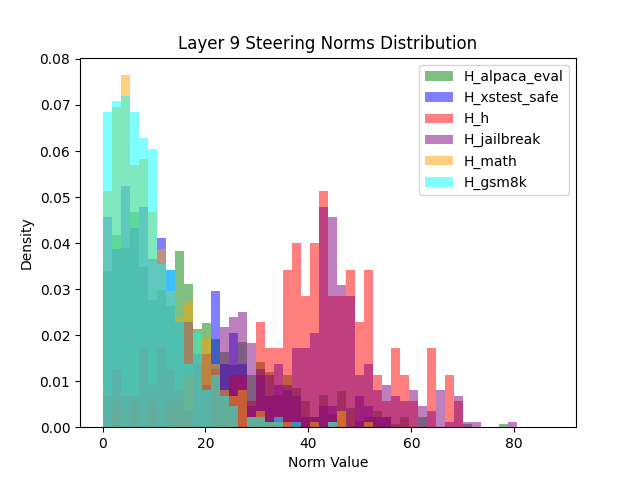 Layer 9 Steering Norms Distribution
0.08
0.07
0.06
0.05
0.04
0.03
0.02
0.01
0.00
Density
0 20 40 60 80
Norm Value
H_alpaca_eval
H_xstest_safe
H_h
H_jailbreak
H_math
H_gsm8k